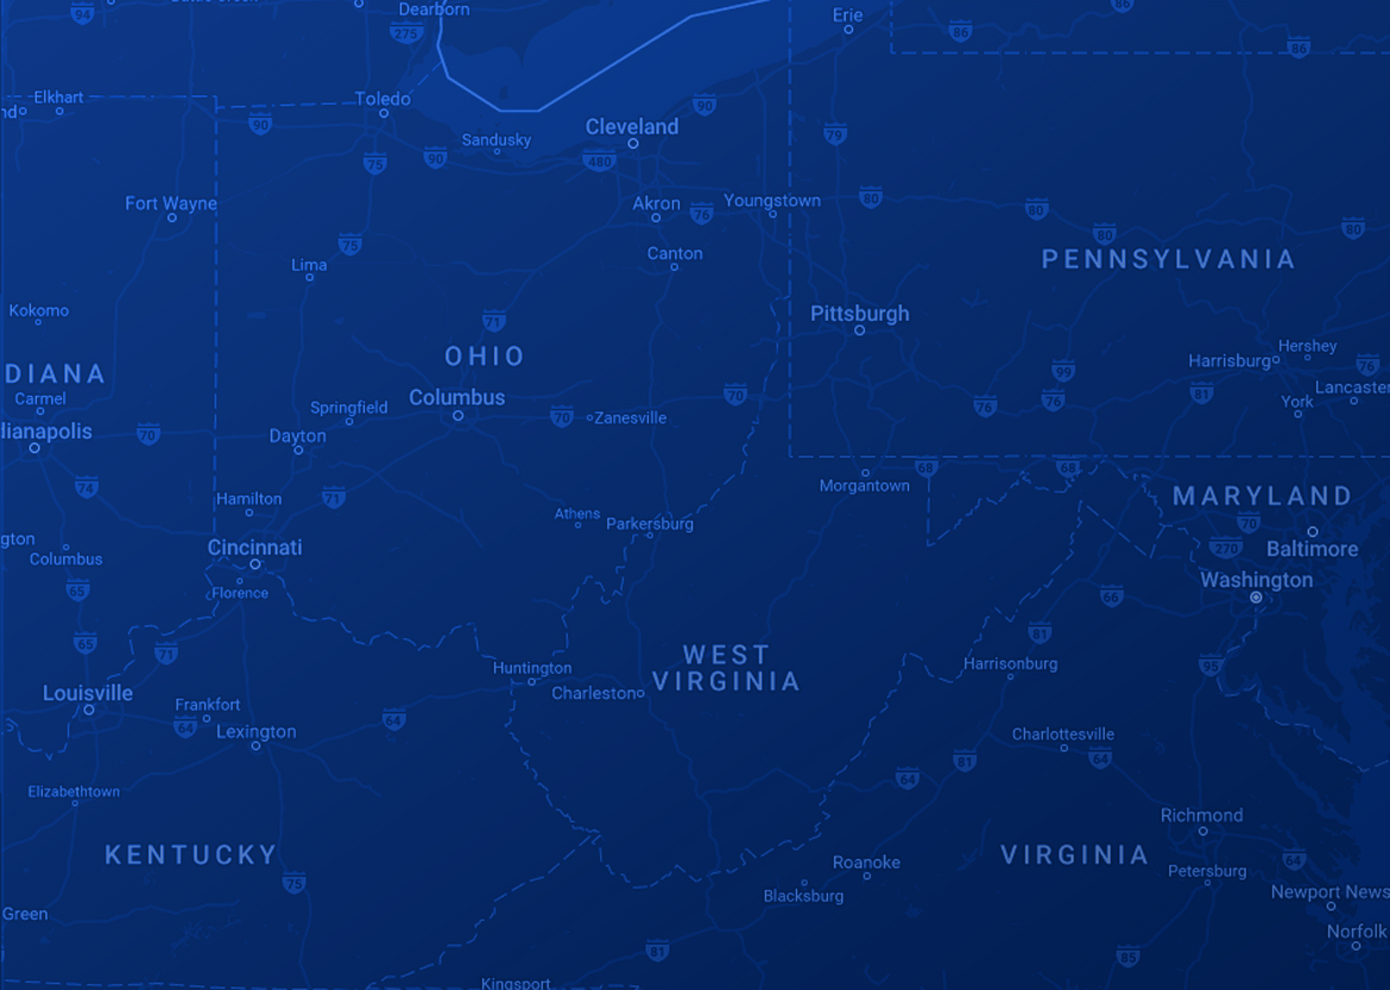 Dearborn
Erie
94
275
86
86
86
Elkhart
nd
Toledo
90
90
Cleveland
79
Sandusky
75
90
480
Fort Wayne
Akron
76
Youngstown
80
80
80
80
75
Canton
PENNSYLVANIA
Lima
Kokomo
71
Pittsburgh
OHIO
Harrisburg
Hershey
DIANA
99
76
Carmel
Columbus
70
76
76
81
Lancaster
Springfield
70
Zanesville
York
dianapolis
70
Dayton
68
68
74
Morgantown
MARYLAND
Hamilton
71
Athens
Parkersburg
70
gton
Cincinnati
270
Baltimore
Columbus
Washington
65
Florence
66
65
71
81
WEST
VIRGINIA
Huntington
Harrisonburg
95
Louisville
Charleston
Frankfort
64
64
Lexington
Charlottesville
81
64
64
Elizabethtown
Richmond
KENTUCKY
VIRGINIA
Roanoke
64
75
Blacksburg
Petersburg
Newport News
Green
Norfolk
81
85
Kingsport